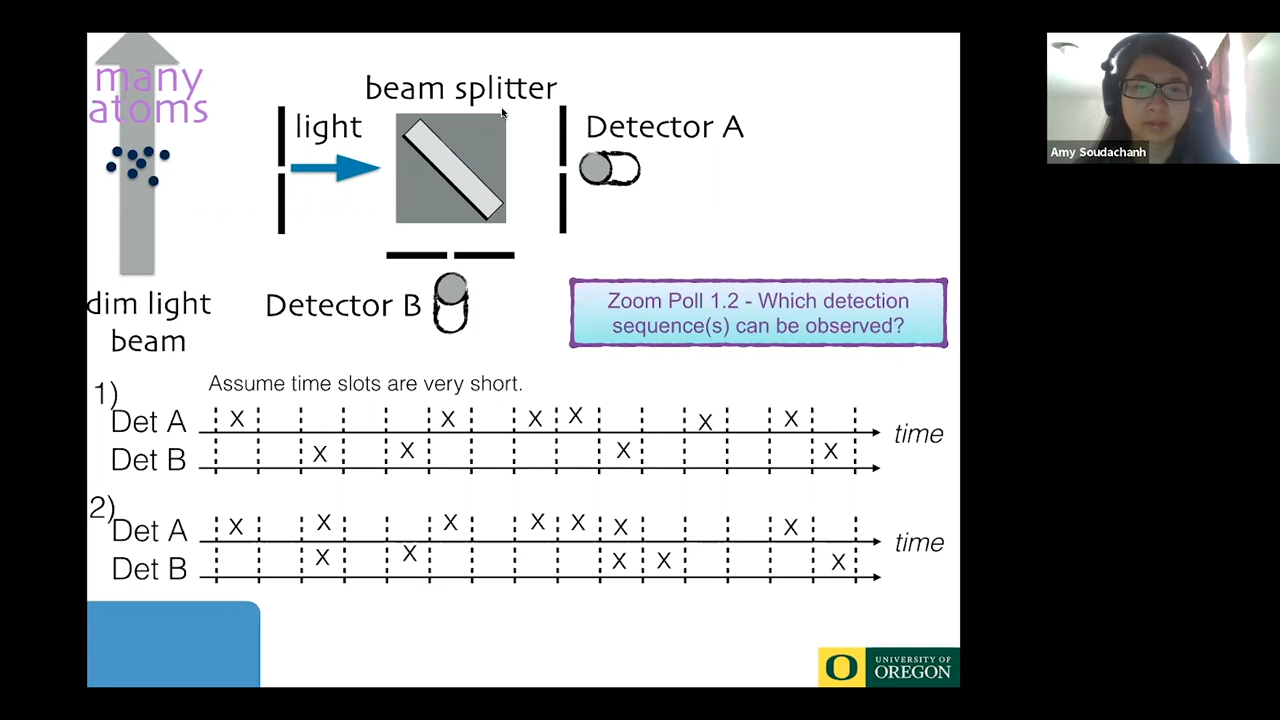 many
atoms
beam splitter
light
Detector A
Amy Soudachanh
dim light
beam
Detector B
Zoom Poll 1.2 - Which detection
sequence(s) can be observed?
Assume time slots are very short.
1)
Det A X X X X X X
time
Det B X X X X
2)
Det A X X X X X X X
time
Det B X X X X X
O
UNIVERSITY OF
OREGON